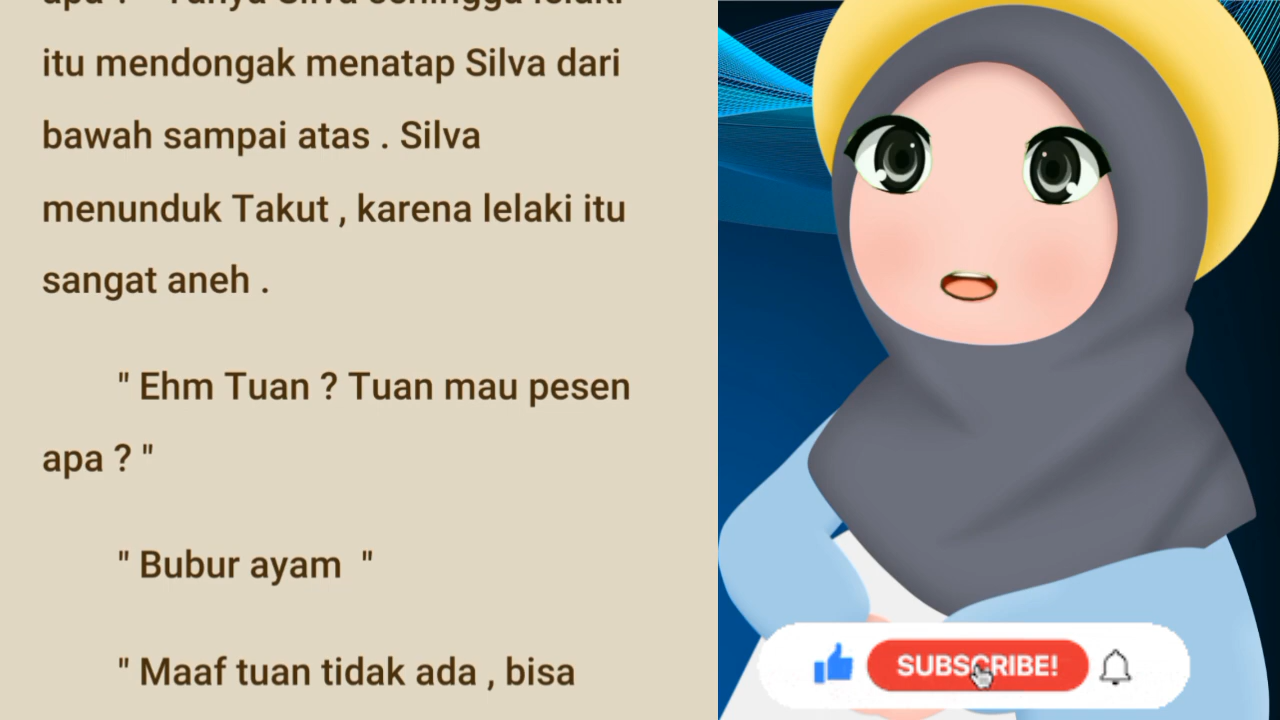 itu mendongak menatap Silva dari
bawah sampai atas . Silva
menunduk Takut , karena lelaki itu
sangat aneh .
" Ehm Tuan ? Tuan mau pesen
apa ? "
" Bubur ayam "
" Maaf tuan tidak ada , bisa
SUBSCRIBE!